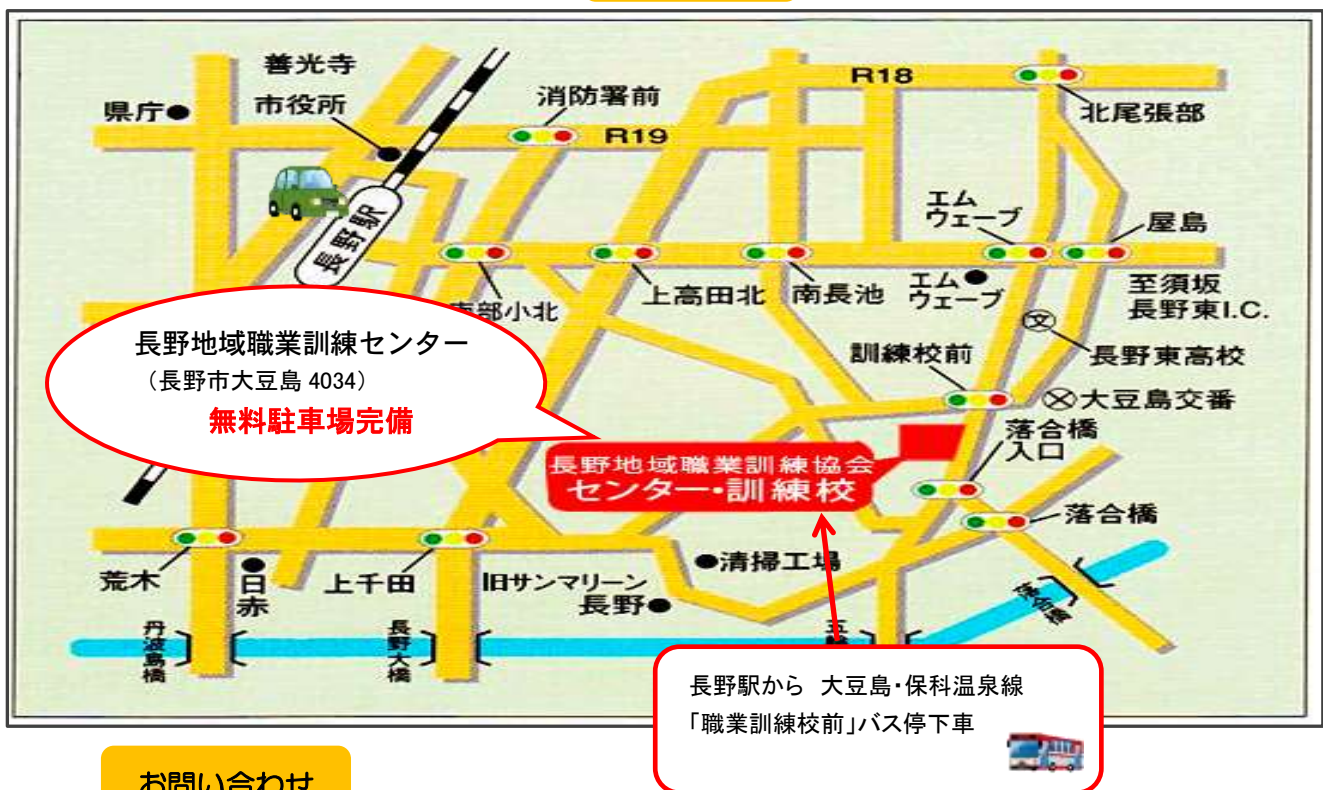 善光寺
県庁
市役所
消防署前
R18
R19
北尾張部
長野駅
エム
ウェーブ
屋島
部小北
上高田北
南長池
エム
ウェーブ
至須坂
長野東I.C.
文
長野東高校
訓練校前
大豆島交番
長野地域職業訓練センター
（長野市大豆島 4034）
無料駐車場完備
長野地域職業訓練協会
センター・訓練校
落合橋
入口
落合橋
荒木
日赤
上千田
旧サンマリーン
長野
清掃工場
丹波島橋
長野大橋
五
落合橋
長野駅から 大豆島・保科温泉線
「職業訓練校前」バス停下車
お問い合わせ